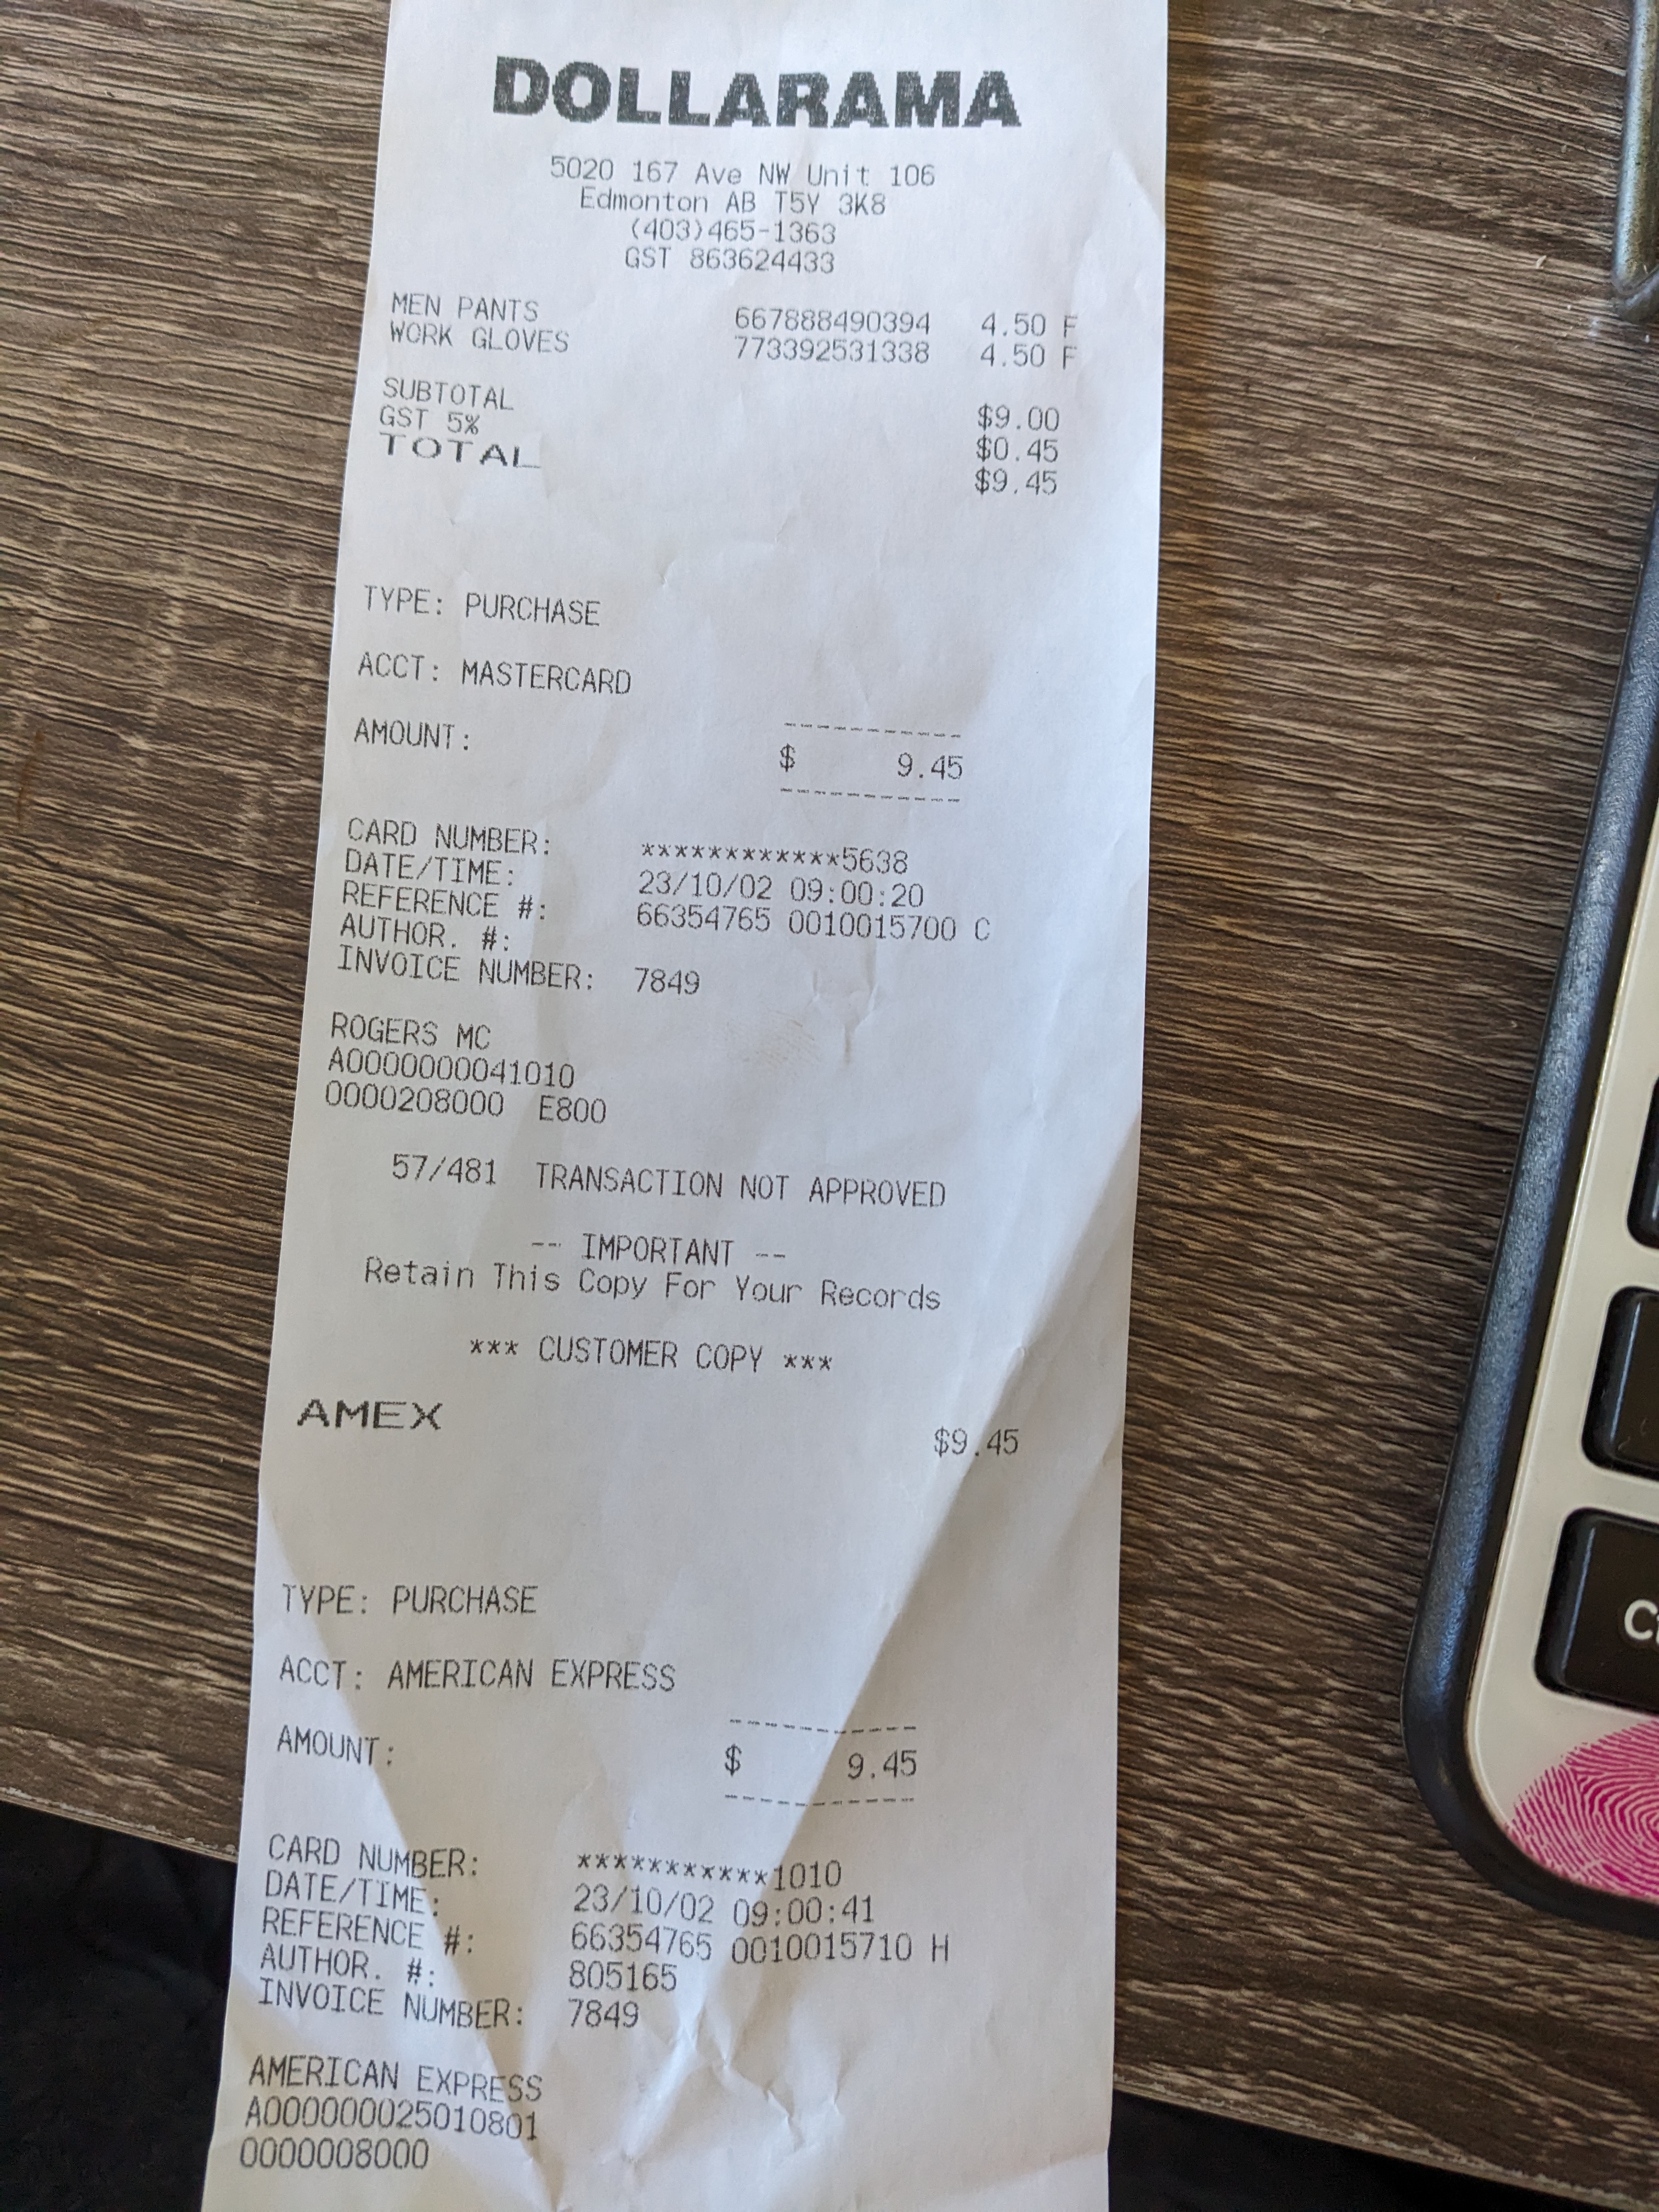 DOLLARAMA
5020 167 Ave NW Unit 106
Edmonton AB T5Y 3K8
(403)465-1363
GST 863624433
MEN PANTS 667888490394 4.50 F
WORK GLOVES 773392531338 4.50 F
SUBTOTAL $9.00
GST 5% $0.45
TOTAL $9.45
TYPE: PURCHASE
ACCT: MASTERCARD
AMOUNT: $ 9.45
CARD NUMBER: ************5638
DATE/TIME: 23/10/02 09:00:20
REFERENCE #: 66354765 0010015700 C
AUTHOR. #:
INVOICE NUMBER: 7849
ROGERS MC
A0000000041010
0000208000 E800
57/481 TRANSACTION NOT APPROVED
-- IMPORTANT --
Retain This Copy For Your Records
*** CUSTOMER COPY ***
AMEX $9.45
TYPE: PURCHASE
ACCT: AMERICAN EXPRESS
AMOUNT: $ 9.45
CARD NUMBER: ***********1010
DATE/TIME: 23/10/02 09:00:41
REFERENCE #: 66354765 0010015710 H
AUTHOR. #: 805165
INVOICE NUMBER: 7849
AMERICAN EXPRESS
A000000025010801
0000008000